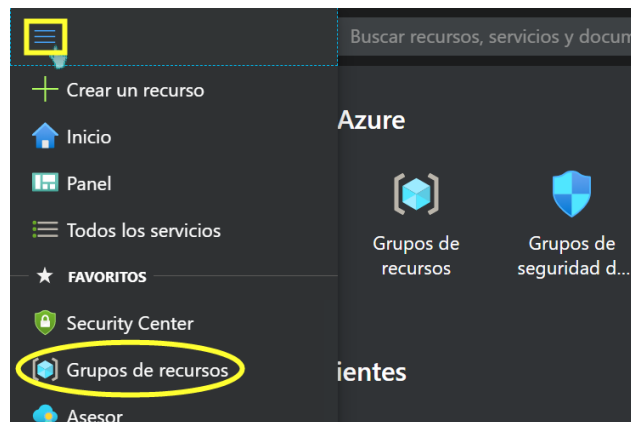 Buscar recursos, servicios y docum
Crear un recurso
Inicio
Panel
Todos los servicios
FAVORITOS
Security Center
Grupos de recursos
Asesor
Azure
Grupos de
recursos
Grupos de
seguridad d...
ientes